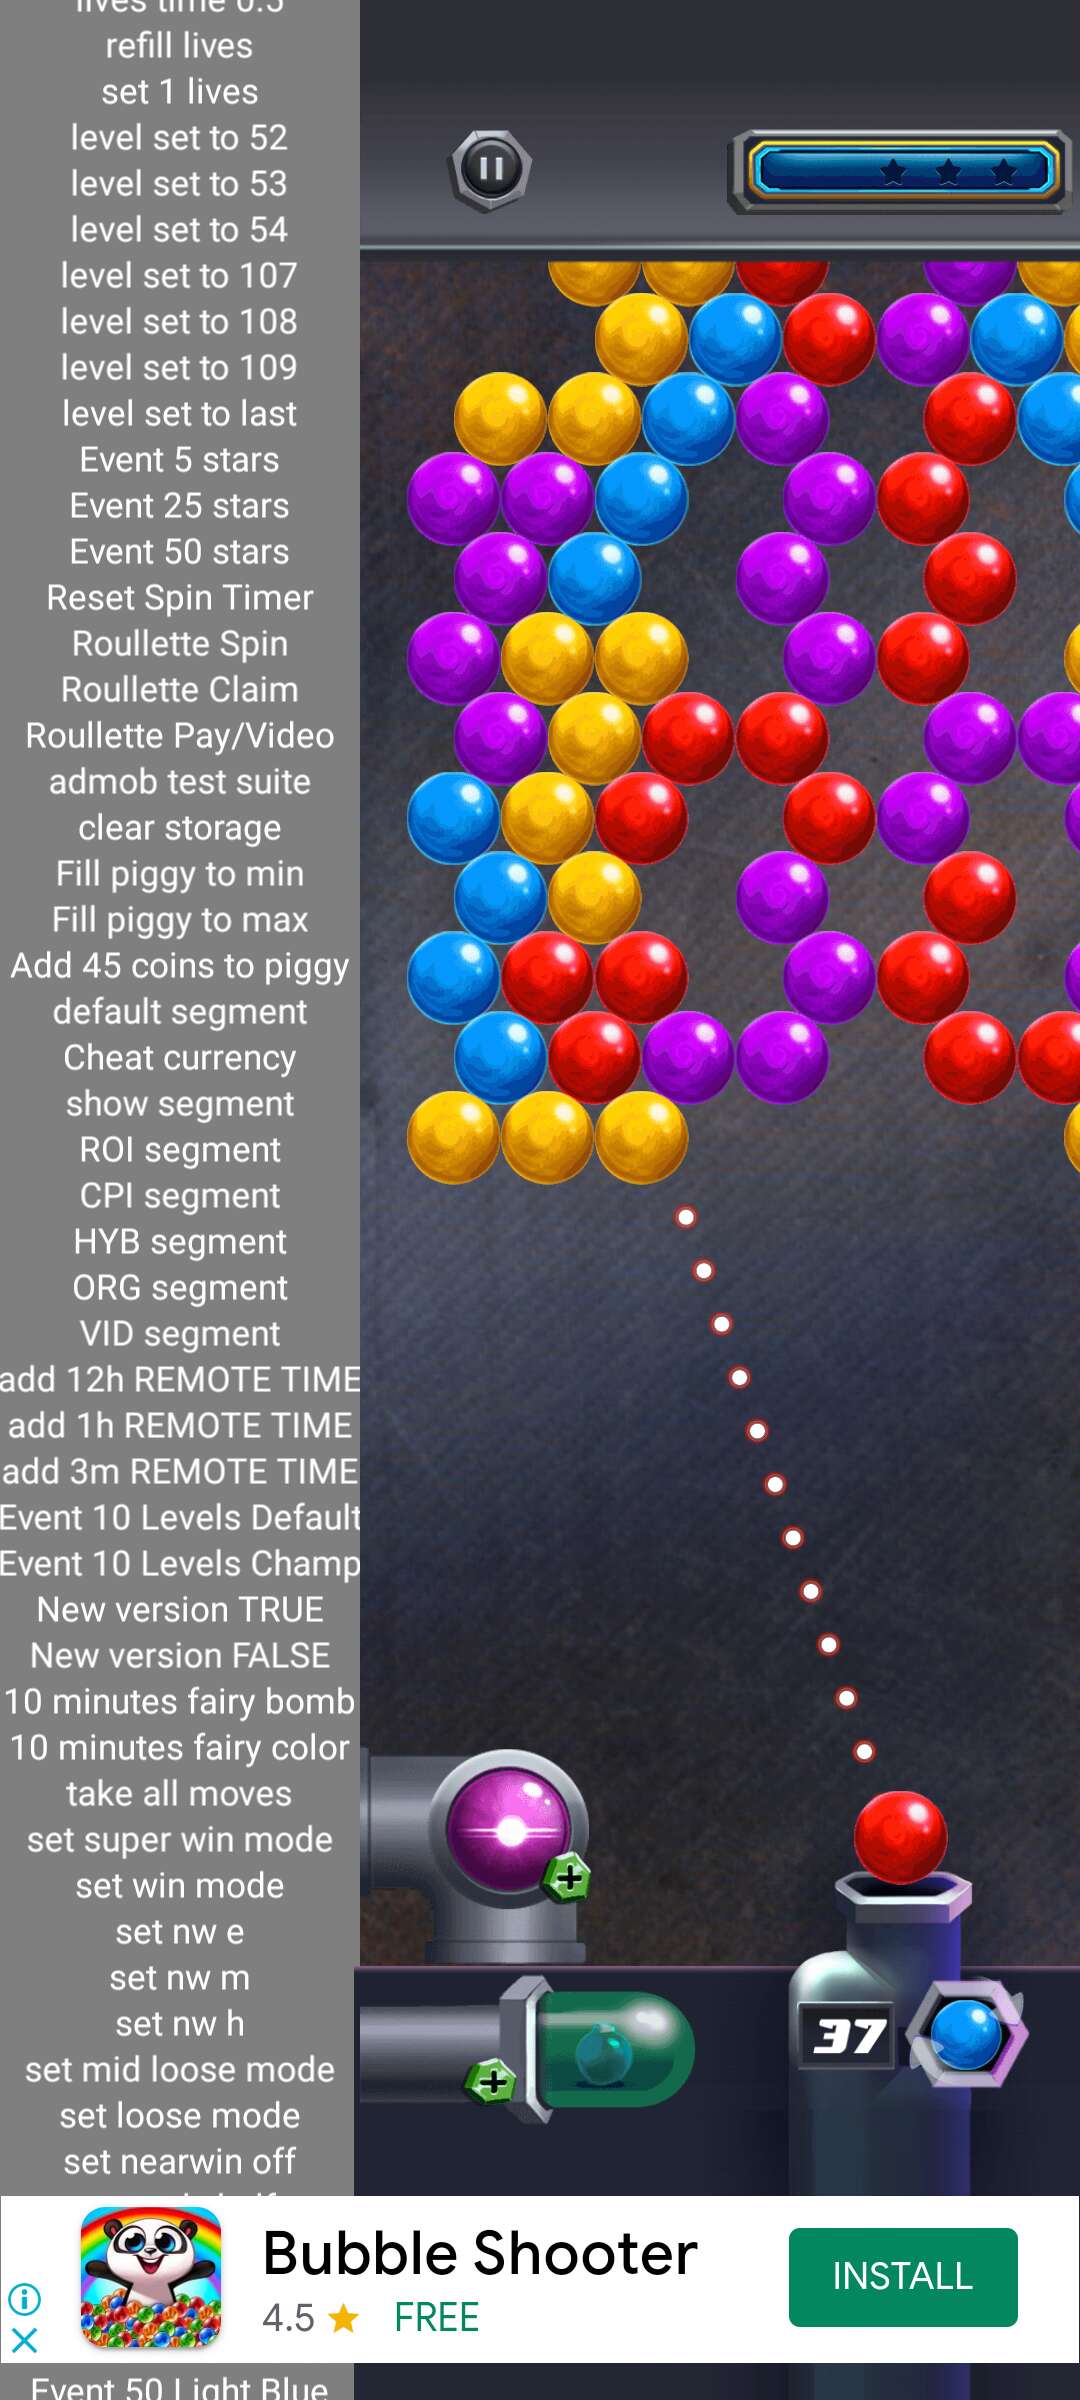 lives time 0.5
refill lives
set 1 lives
level set to 52
level set to 53
level set to 54
level set to 107
level set to 108
level set to 109
level set to last
Event 5 stars
Event 25 stars
Event 50 stars
Reset Spin Timer
Roullette Spin
Roullette Claim
Roullette Pay/Video
admob test suite
clear storage
Fill piggy to min
Fill piggy to max
Add 45 coins to piggy
default segment
Cheat currency
show segment
ROI segment
CPI segment
HYB segment
ORG segment
VID segment
add 12h REMOTE TIME
add 1h REMOTE TIME
add 3m REMOTE TIME
Event 10 Levels Default
Event 10 Levels Champ
New version TRUE
New version FALSE
10 minutes fairy bomb
10 minutes fairy color
take all moves
set super win mode
set win mode
set nw e
set nw m
set nw h
set mid loose mode
set loose mode
set nearwin off
37
Bubble Shooter
4.5 ★ FREE
INSTALL
Event 50 Light Blue